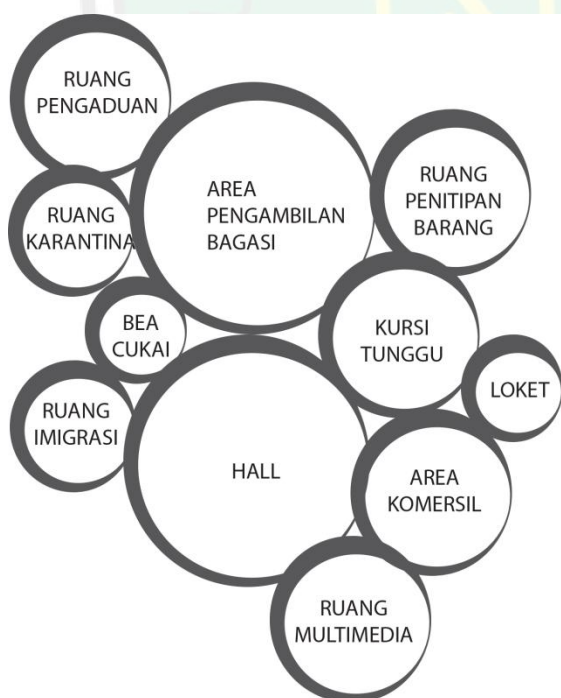 RUANG
PENGADUAN
AREA
PENGAMBILAN
BAGASI
RUANG
PENITIPAN
BARANG
RUANG
KARANTINA
BEA
CUKAI
KURSI
TUNGGU
LOKET
RUANG
IMIGRASI
HALL
AREA
KOMERSIL
RUANG
MULTIMEDIA